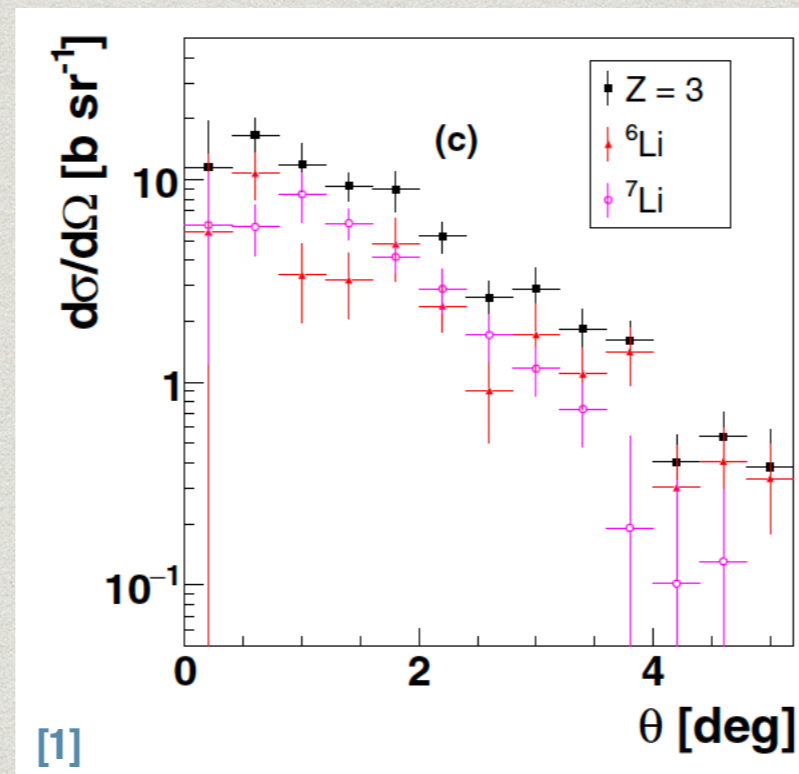 dσ/dΩ [b sr⁻¹]
10
1
10⁻¹
(c)
Z = 3
⁶Li
⁷Li
0 2 4
θ [deg]
[1]